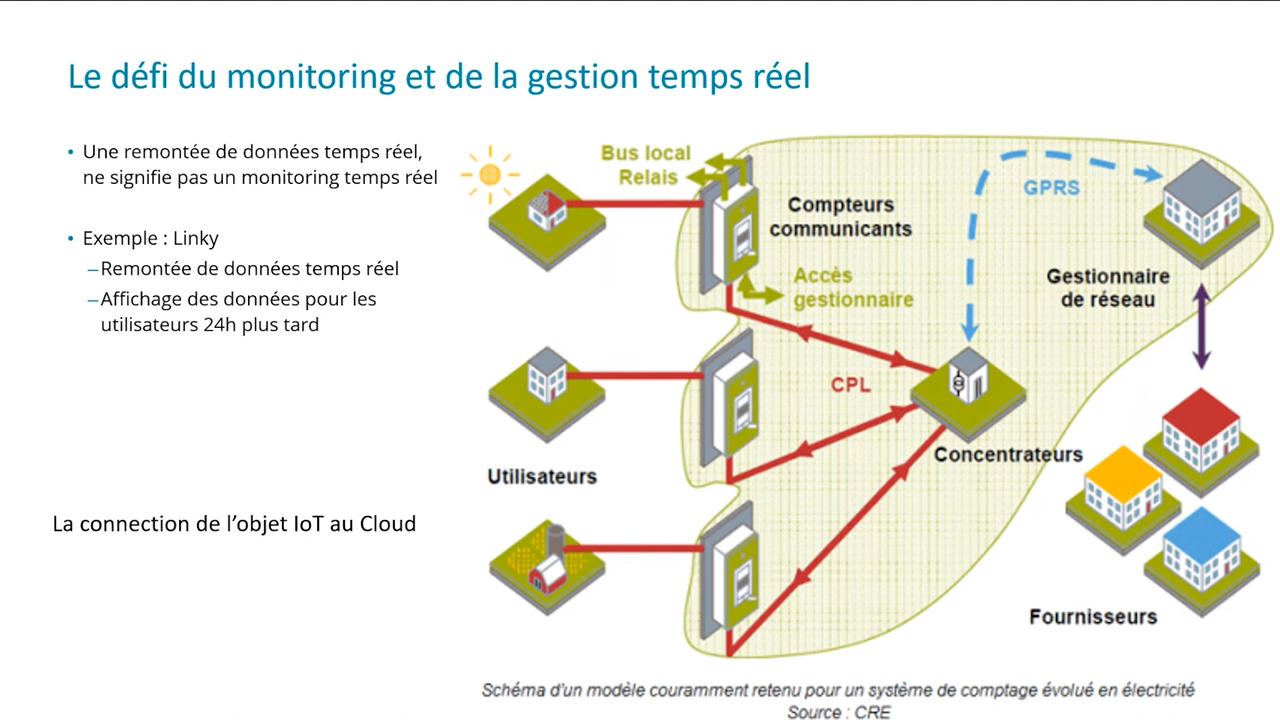 Le défi du monitoring et de la gestion temps réel
• Une remontée de données temps réel,
ne signifie pas un monitoring temps réel
• Exemple : Linky
–Remontée de données temps réel
–Affichage des données pour les
utilisateurs 24h plus tard
La connection de l’objet IoT au Cloud
Bus local
Relais
Compteurs
communicants
Accès
gestionnaire
GPRS
Gestionnaire
de réseau
CPL
Concentrateurs
Utilisateurs
Fournisseurs
Schéma d'un modèle couramment retenu pour un système de comptage évolué en électricité
Source : CRE